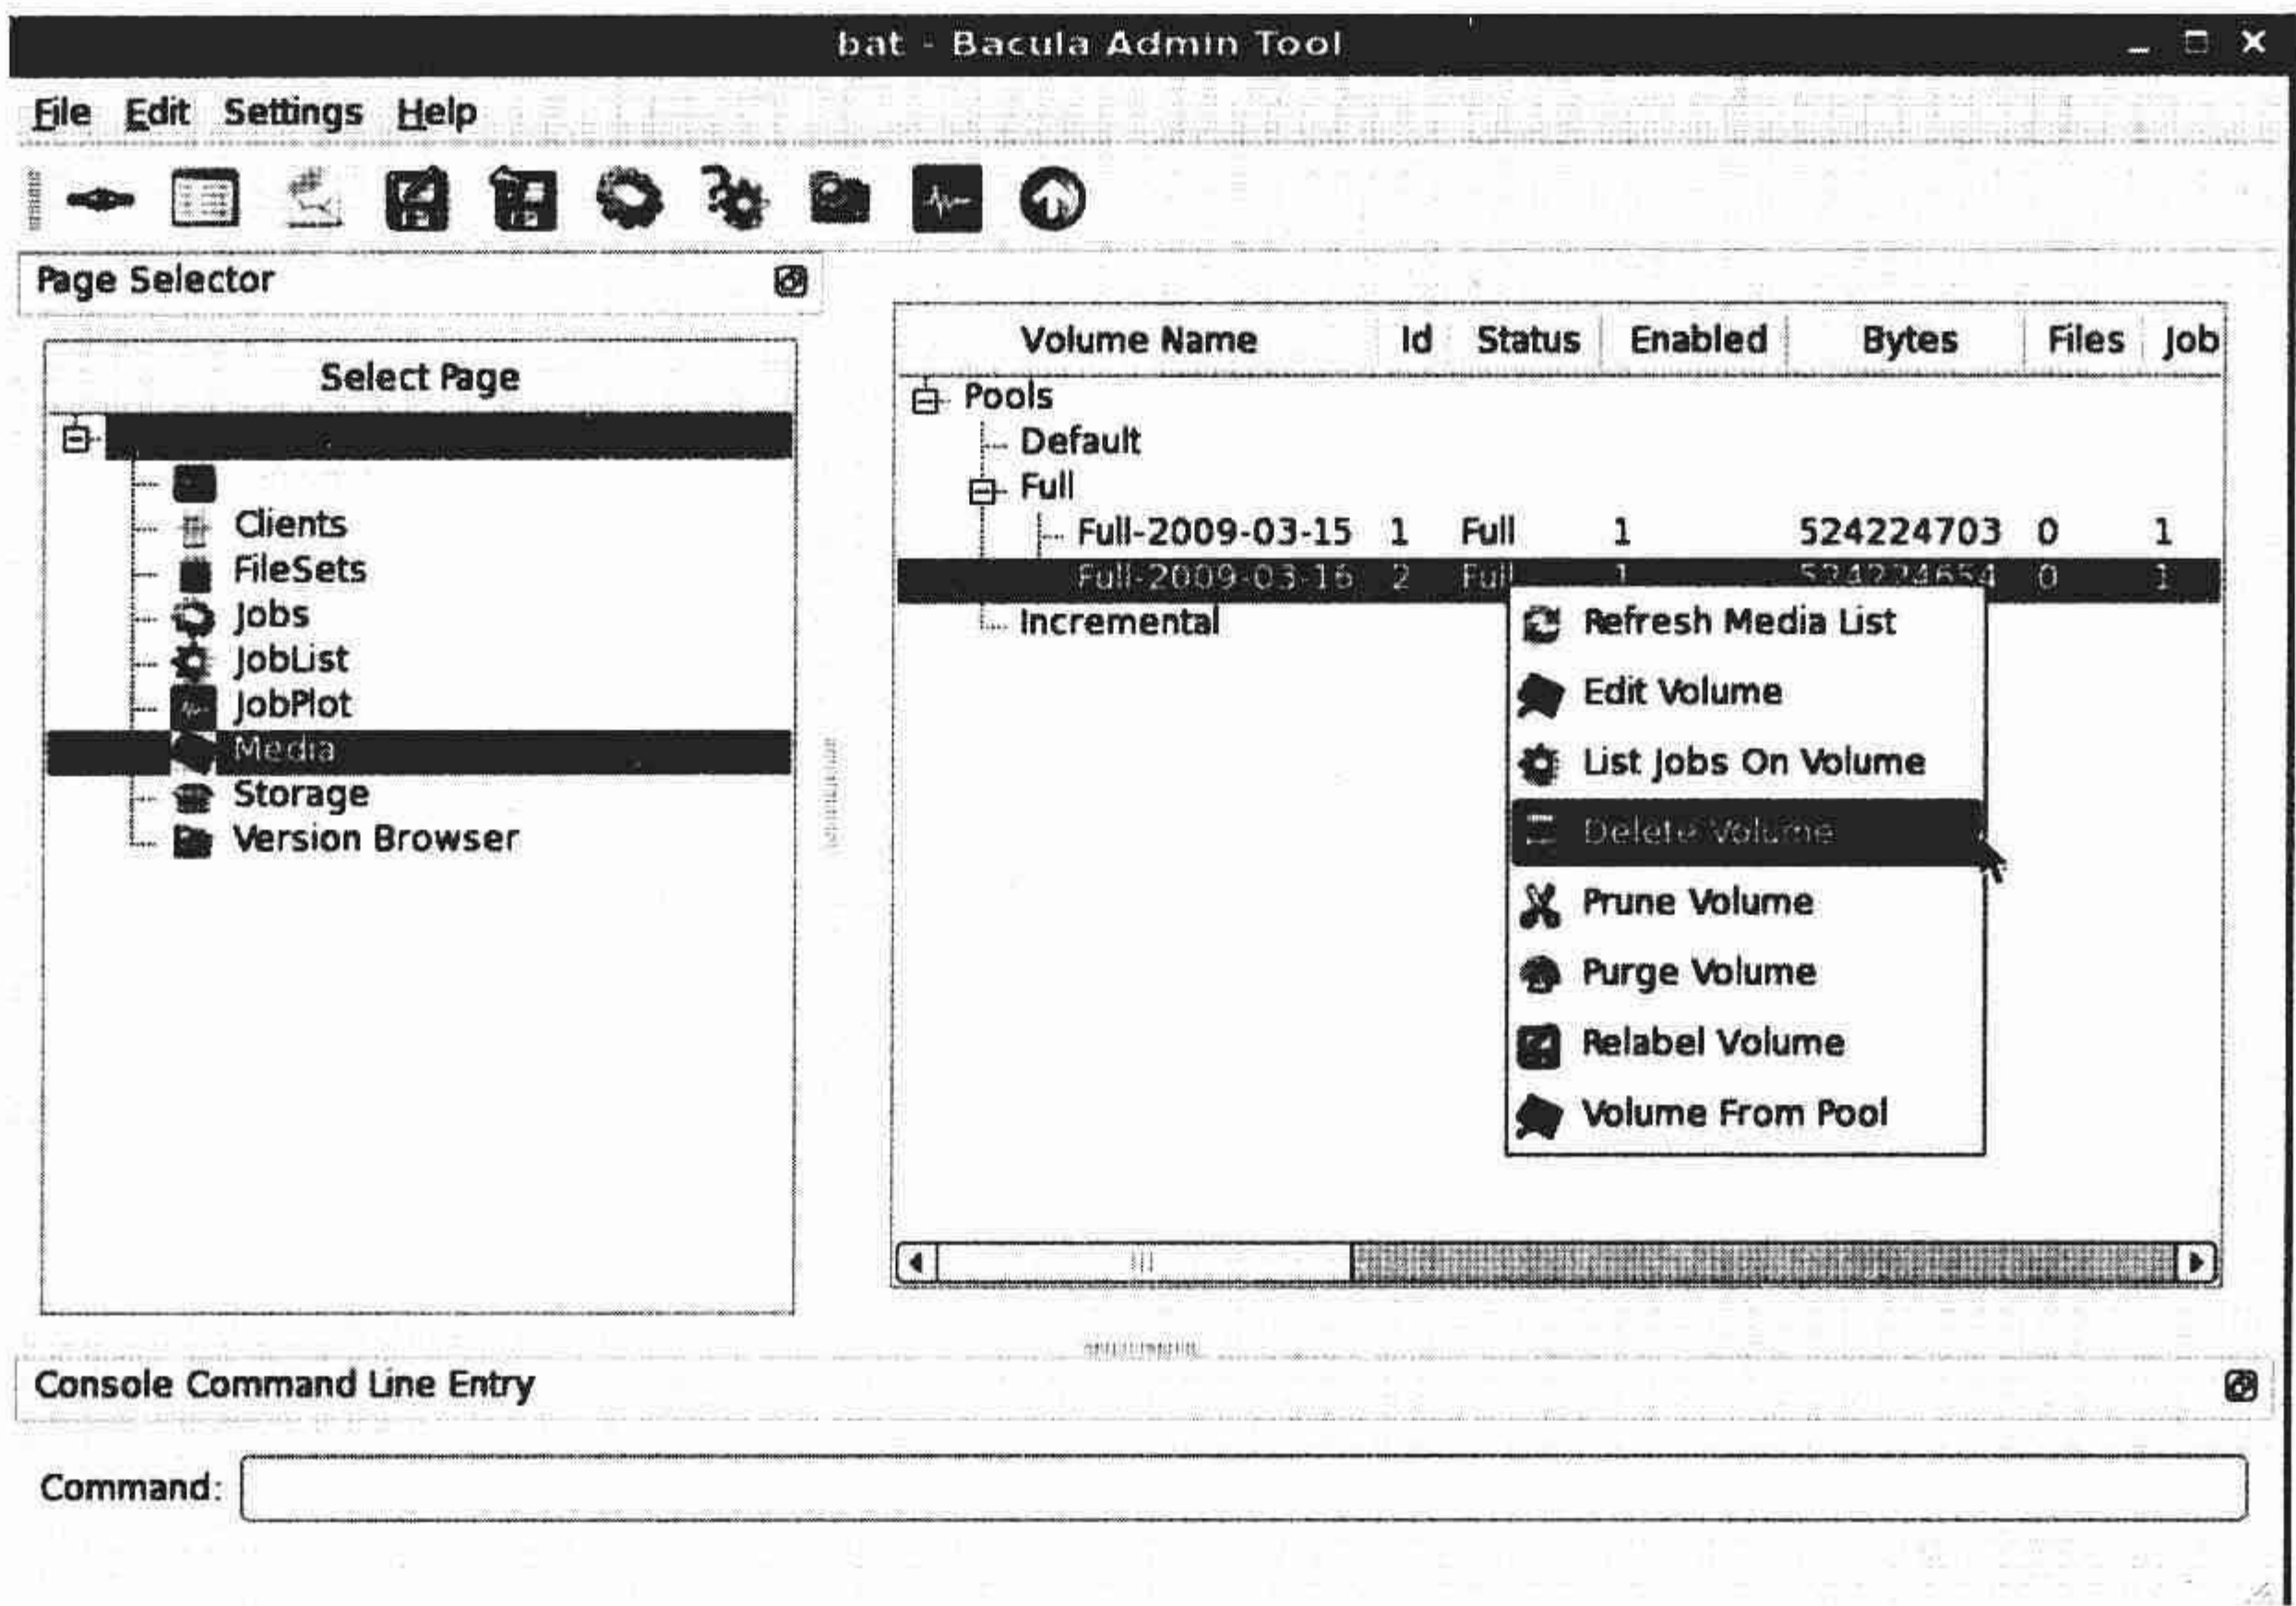 bat - Bacula Admin Tool
File Edit Settings Help
Page Selector
Select Page
Clients
FileSets
Jobs
JobList
JobPlot
Media
Storage
Version Browser
Volume Name Id Status Enabled Bytes Files Job
Pools
Default
Full
Full-2009-03-15 1 Full 1 524224703 0 1
Full-2009-03-16 2 Full 1 524224654 0 1
Incremental
Refresh Media List
Edit Volume
List Jobs On Volume
Delete Volume
Prune Volume
Purge Volume
Relabel Volume
Volume From Pool
Console Command Line Entry
Command: